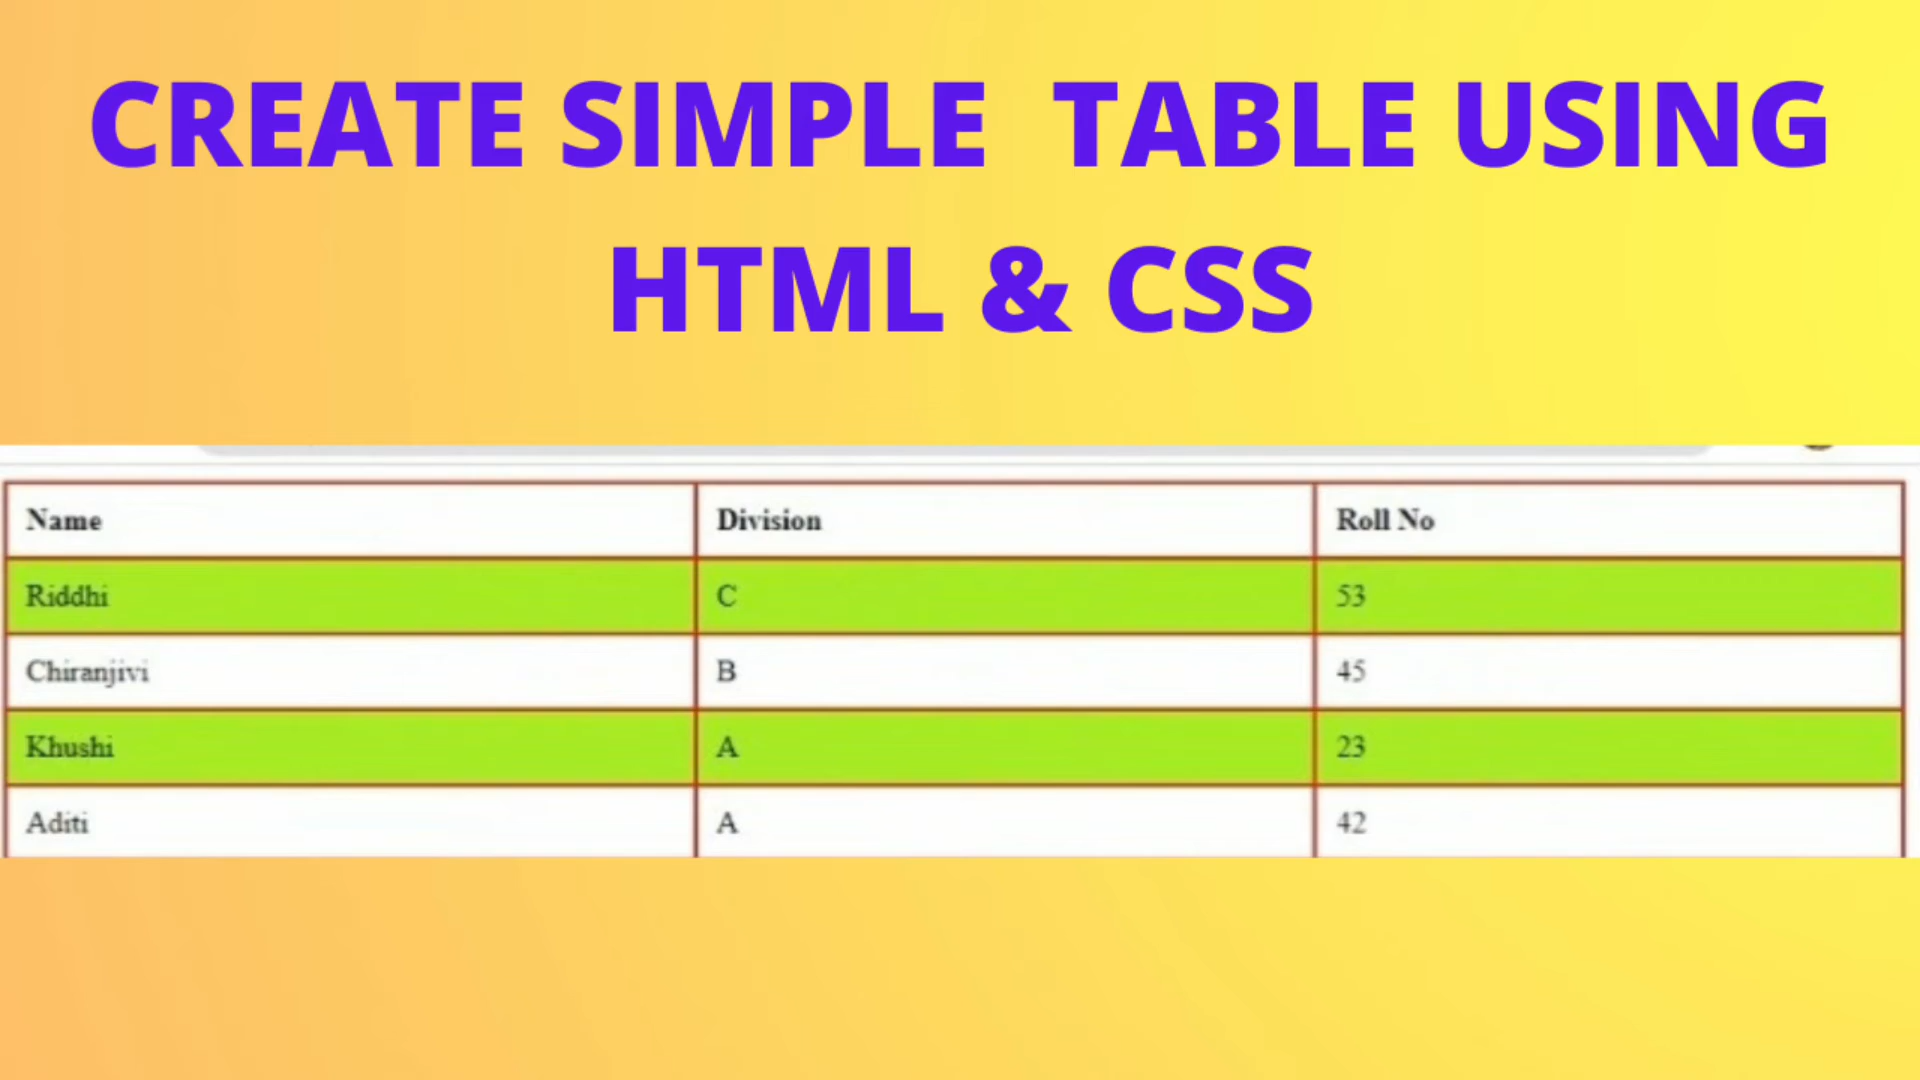 CREATE SIMPLE TABLE USING
HTML & CSS
Name Division Roll No
Riddhi C 53
Chiranjivi B 45
Khushi A 23
Aditi A 42